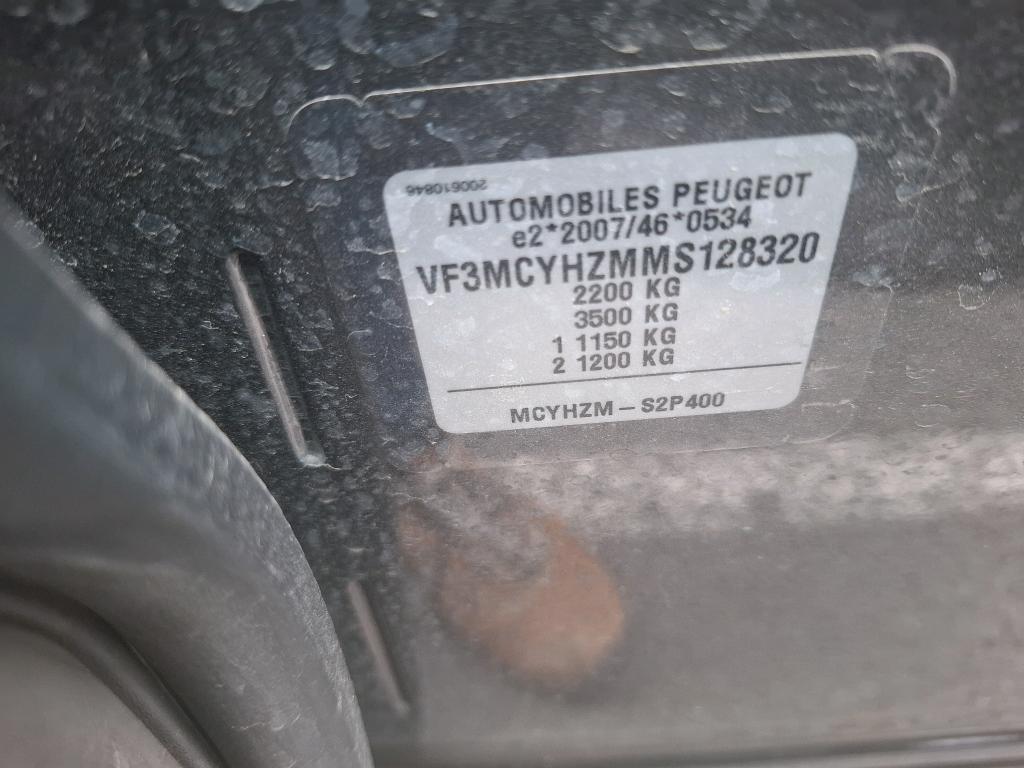 200610846
AUTOMOBILES PEUGEOT
e2*2007/46*0534
VF3MCYHZMMS128320
2200 KG
3500 KG
1 1150 KG
2 1200 KG
MCYHZM – S2P400